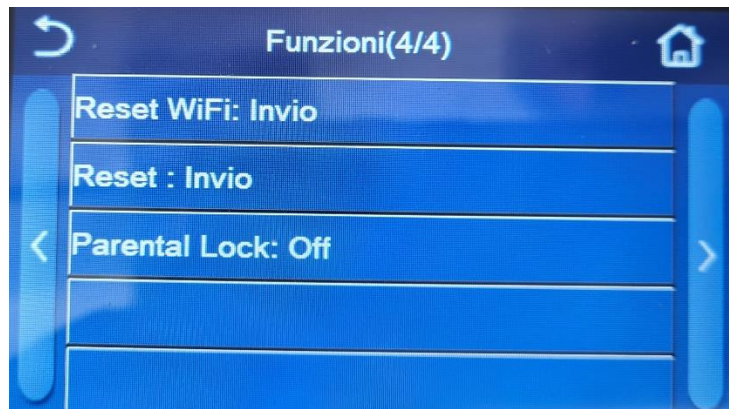 Funzioni(4/4)
Reset WiFi: Invio
Reset : Invio
Parental Lock: Off